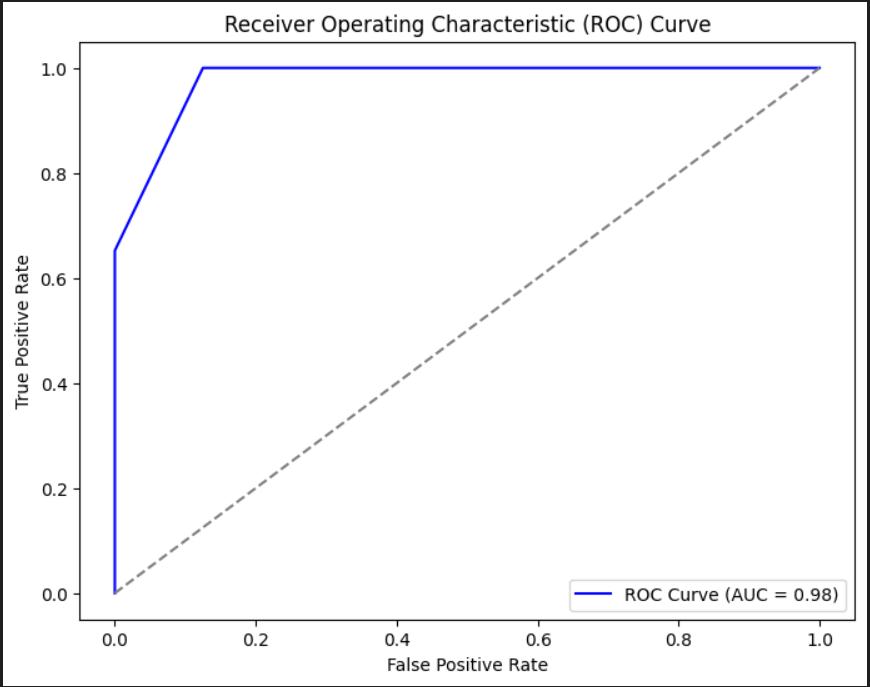 Receiver Operating Characteristic (ROC) Curve
1.0
0.8
0.6
0.4
0.2
0.0
True Positive Rate
ROC Curve (AUC = 0.98)
0.0 0.2 0.4 0.6 0.8 1.0
False Positive Rate